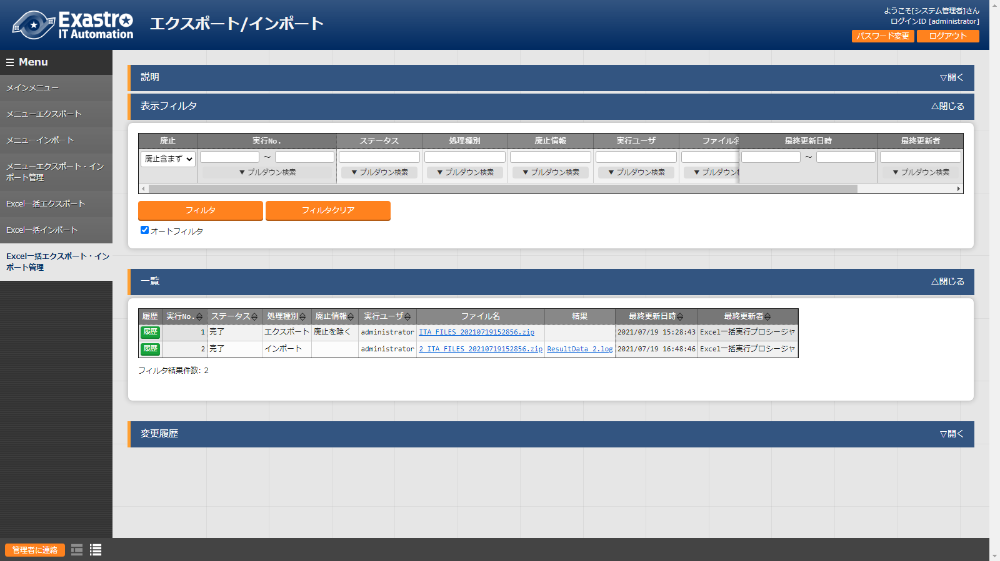 Exastro
IT Automation
エクスポート/インポート
ようこそ[システム管理者]さん
ログインID [administrator]
パスワード変更
ログアウト
Menu
メインメニュー
メニューエクスポート
メニューインポート
メニューエクスポート・イン
ポート管理
Excel一括エクスポート
Excel一括インポート
Excel一括エクスポート・イン
ポート管理
説明
▽開く
表示フィルタ
△閉じる
廃止 実行No. ステータス 処理種別 廃止情報 実行ユーザ ファイル名 最終更新日時 最終更新者
廃止含まず ～ ～
▼ プルダウン検索 ▼ プルダウン検索 ▼ プルダウン検索 ▼ プルダウン検索 ▼ プルダウン検索 ▼ プルダウン ▼ プルダウン検索
フィルタ フィルタクリア
オートフィルタ
一覧
△閉じる
履歴 実行No. ステータス 処理種別 廃止情報 実行ユーザ ファイル名 結果 最終更新日時 最終更新者
履歴 1 完了 エクスポート 廃止を除く administrator ITA_FILES_20210719152856.zip 2021/07/19 15:28:43 Excel一括実行プロシージャ
履歴 2 完了 インポート administrator 2_ITA_FILES_20210719152856.zip ResultData_2.log 2021/07/19 16:48:46 Excel一括実行プロシージャ
フィルタ結果件数: 2
変更履歴
▽開く
管理者に連絡